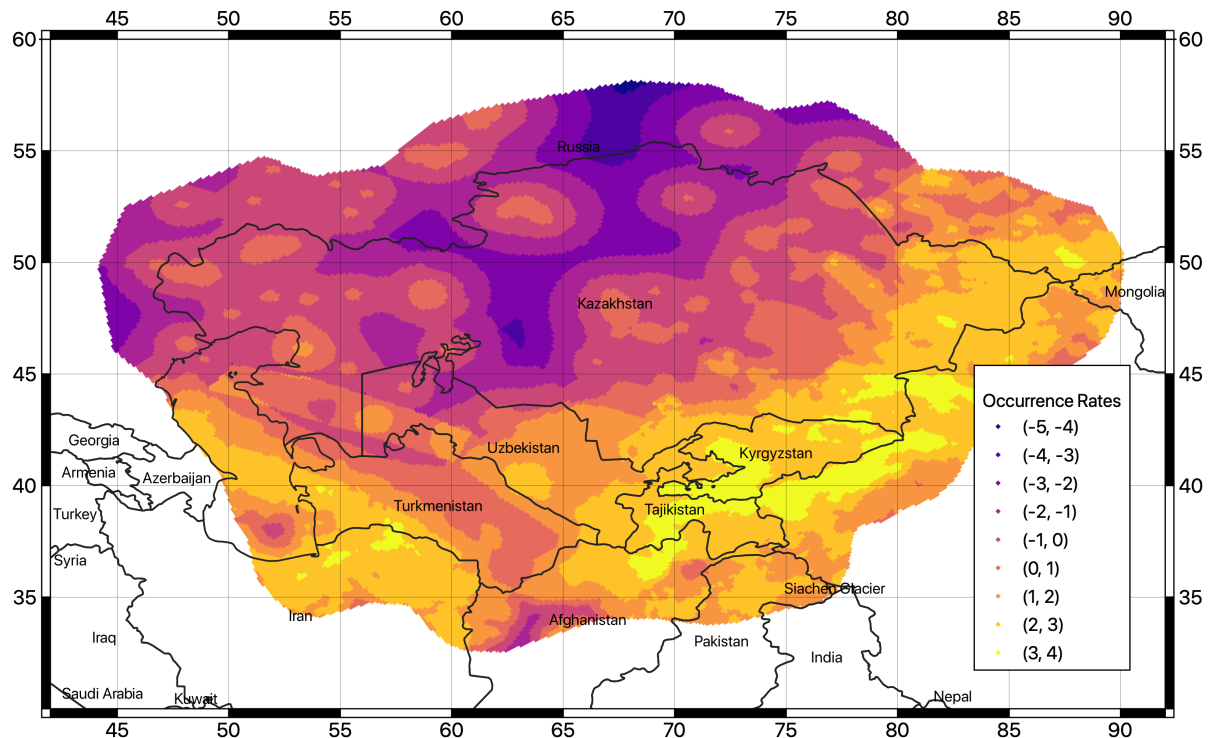 45 50 55 60 65 70 75 80 85 90
60 60
55 Russia 55
50 50
Mongolia
Kazakhstan
45 45
Occurrence Rates
(-5, -4)
(-4, -3)
(-3, -2)
(-2, -1)
(-1, 0)
(0, 1)
(1, 2)
(2, 3)
(3, 4)
Georgia
Uzbekistan
Kyrgyzstan
Armenia
Azerbaijan
40 40
Turkmenistan
Tajikistan
Turkey
Syria
Siachen Glacier
35 35
Iran
Afghanistan
Iraq
Pakistan
India
Saudi Arabia
Kuwait
Nepal
45 50 55 60 65 70 75 80 85 90